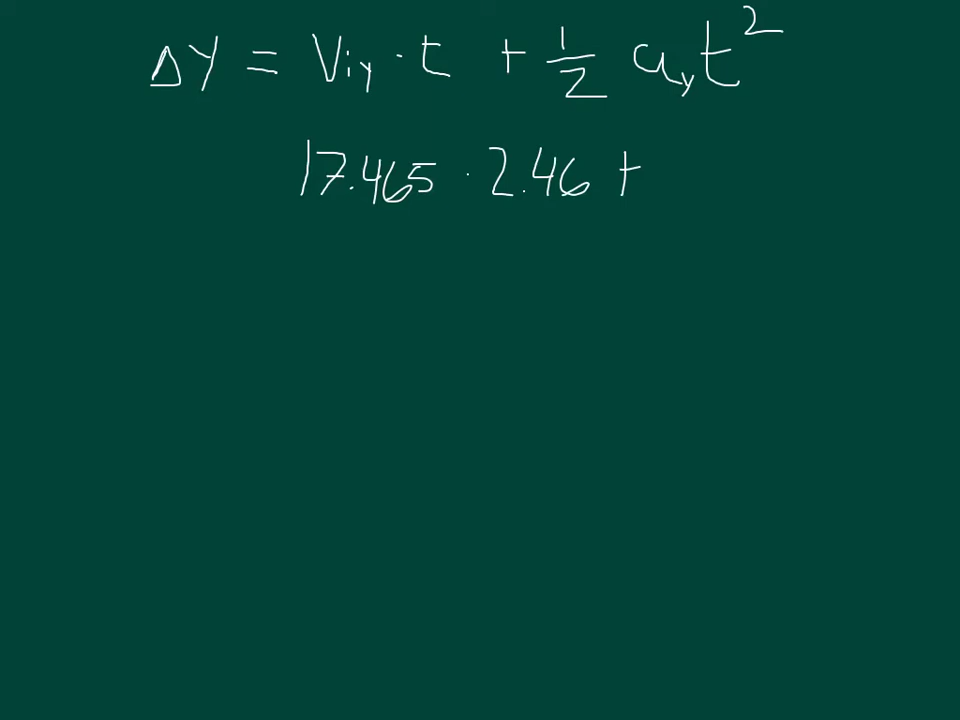 Δy = Viy · t + 1/2 ayt²
17.465 · 2.46 +